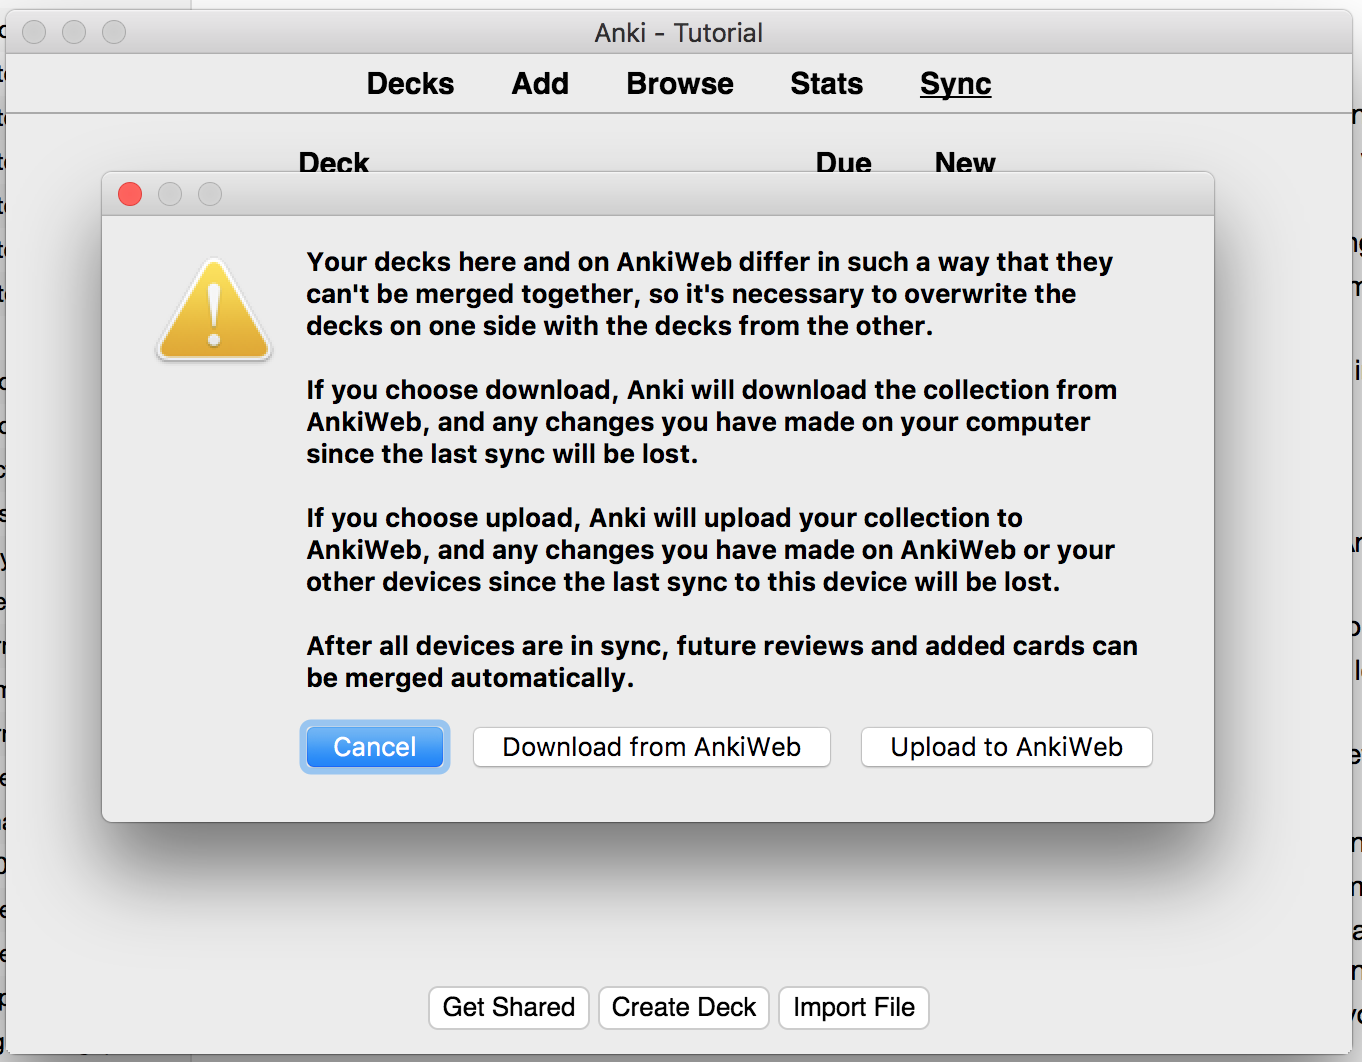 Anki - Tutorial
Decks Add Browse Stats Sync
Deck Due New
Your decks here and on AnkiWeb differ in such a way that they
can't be merged together, so it's necessary to overwrite the
decks on one side with the decks from the other.
If you choose download, Anki will download the collection from
AnkiWeb, and any changes you have made on your computer
since the last sync will be lost.
If you choose upload, Anki will upload your collection to
AnkiWeb, and any changes you have made on AnkiWeb or your
other devices since the last sync to this device will be lost.
After all devices are in sync, future reviews and added cards can
be merged automatically.
Cancel Download from AnkiWeb Upload to AnkiWeb
Get Shared Create Deck Import File